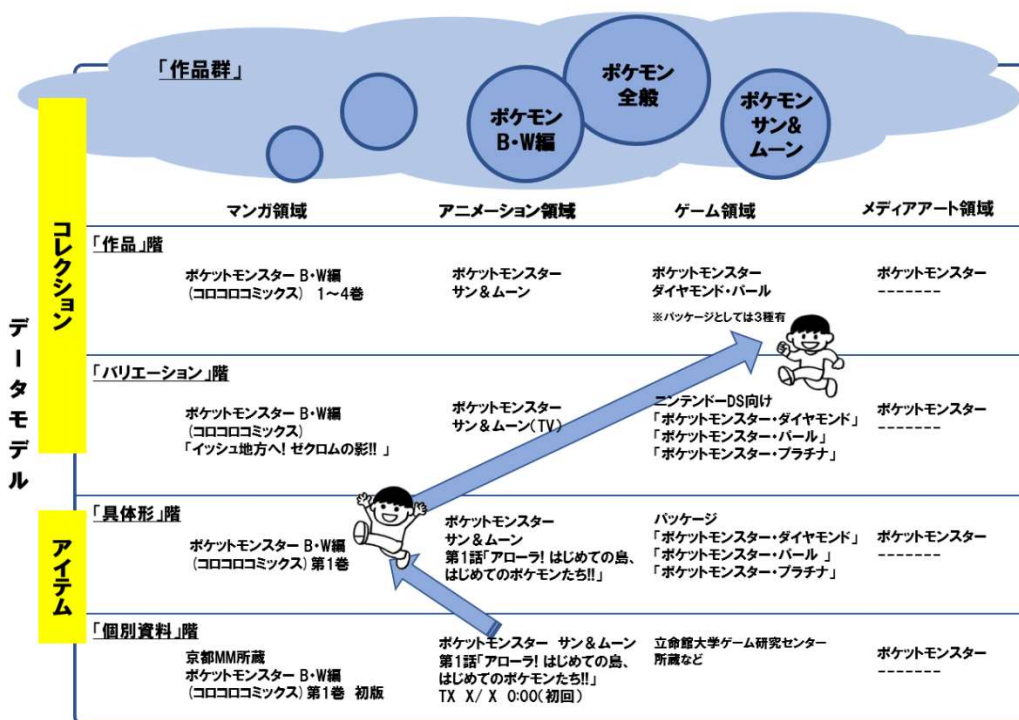 「作品群」
ポケモン
全般
ポケモン
B・W編
ポケモン
サン&
ムーン
データモデル
コレクション
アイテム
マンガ領域
アニメーション領域
ゲーム領域
メディアアート領域
「作品」階
ポケットモンスター B・W編
(コロコロコミックス) 1～4巻
ポケットモンスター
サン&ムーン
ポケットモンスター
ダイヤモンド・パール
※パッケージとしては3種有
ポケットモンスター
-------
「バリエーション」階
ポケットモンスター B・W編
(コロコロコミックス)
「イッシュ地方へ! ゼクロムの影!! 」
ポケットモンスター
サン&ムーン(TV)
ニンテンドーDS向け
「ポケットモンスター・ダイヤモンド」
「ポケットモンスター・パール」
「ポケットモンスター・プラチナ」
ポケットモンスター
-------
「具体形」階
ポケットモンスター B・W編
(コロコロコミックス) 第1巻
ポケットモンスター
サン&ムーン
第1話「アローラ! はじめての島、
はじめてのポケモンたち!!」
パッケージ
「ポケットモンスター・ダイヤモンド」
「ポケットモンスター・パール 」
「ポケットモンスター・プラチナ」
ポケットモンスター
-------
「個別資料」階
京都MM所蔵
ポケットモンスター B・W編
(コロコロコミックス) 第1巻 初版
ポケットモンスター サン&ムーン
第1話「アローラ! はじめての島、
はじめてのポケモンたち!!」
TX X/ X 0:00(初回)
立命館大学ゲーム研究センター
所蔵など
ポケットモンスター
-------